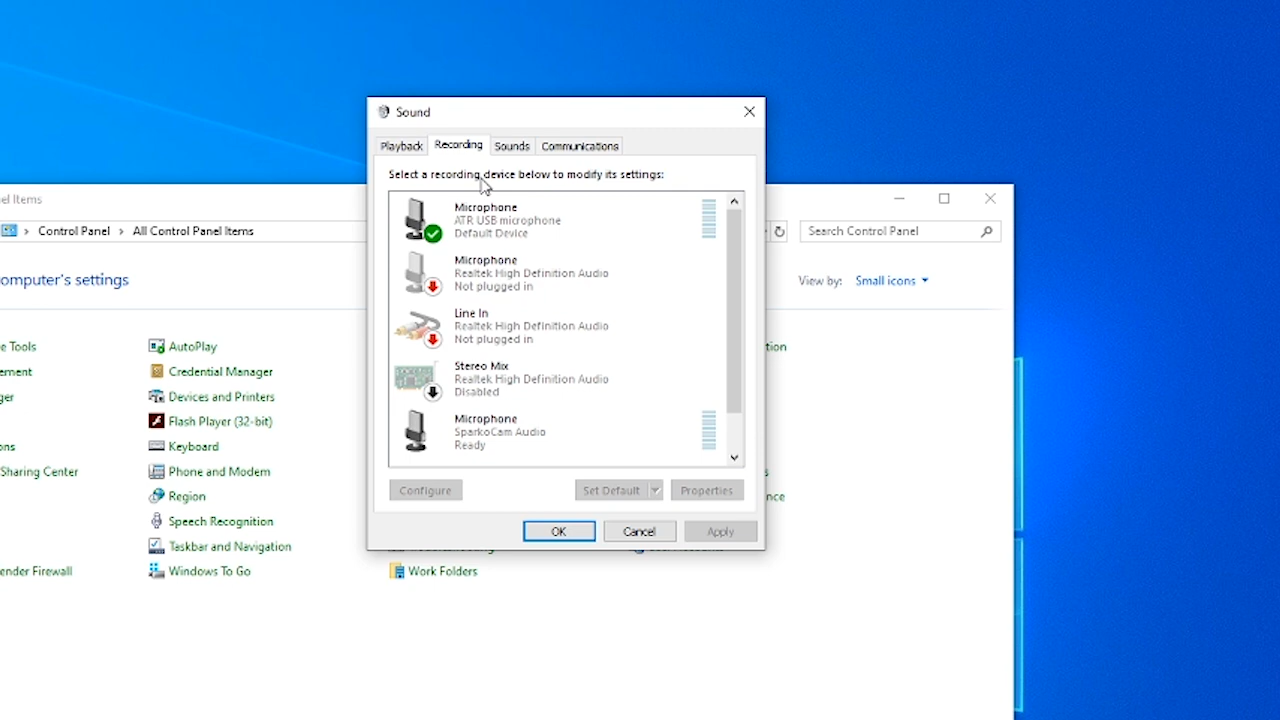 Sound
Playback
Recording
Sounds
Communications
Select a recording device below to modify its settings:
Microphone
ATR USB microphone
Default Device
Microphone
Realtek High Definition Audio
Not plugged in
Line In
Realtek High Definition Audio
Not plugged in
Stereo Mix
Realtek High Definition Audio
Disabled
Microphone
SparkoCam Audio
Ready
Configure
Set Default
Properties
OK
Cancel
Apply
el Items
Control Panel
All Control Panel Items
Search Control Panel
omputer's settings
View by:
Small icons
e Tools
ement
ger
ons
Sharing Center
ender Firewall
AutoPlay
Credential Manager
Devices and Printers
Flash Player (32-bit)
Keyboard
Phone and Modem
Region
Speech Recognition
Taskbar and Navigation
Windows To Go
Work Folders
tion
s
nce